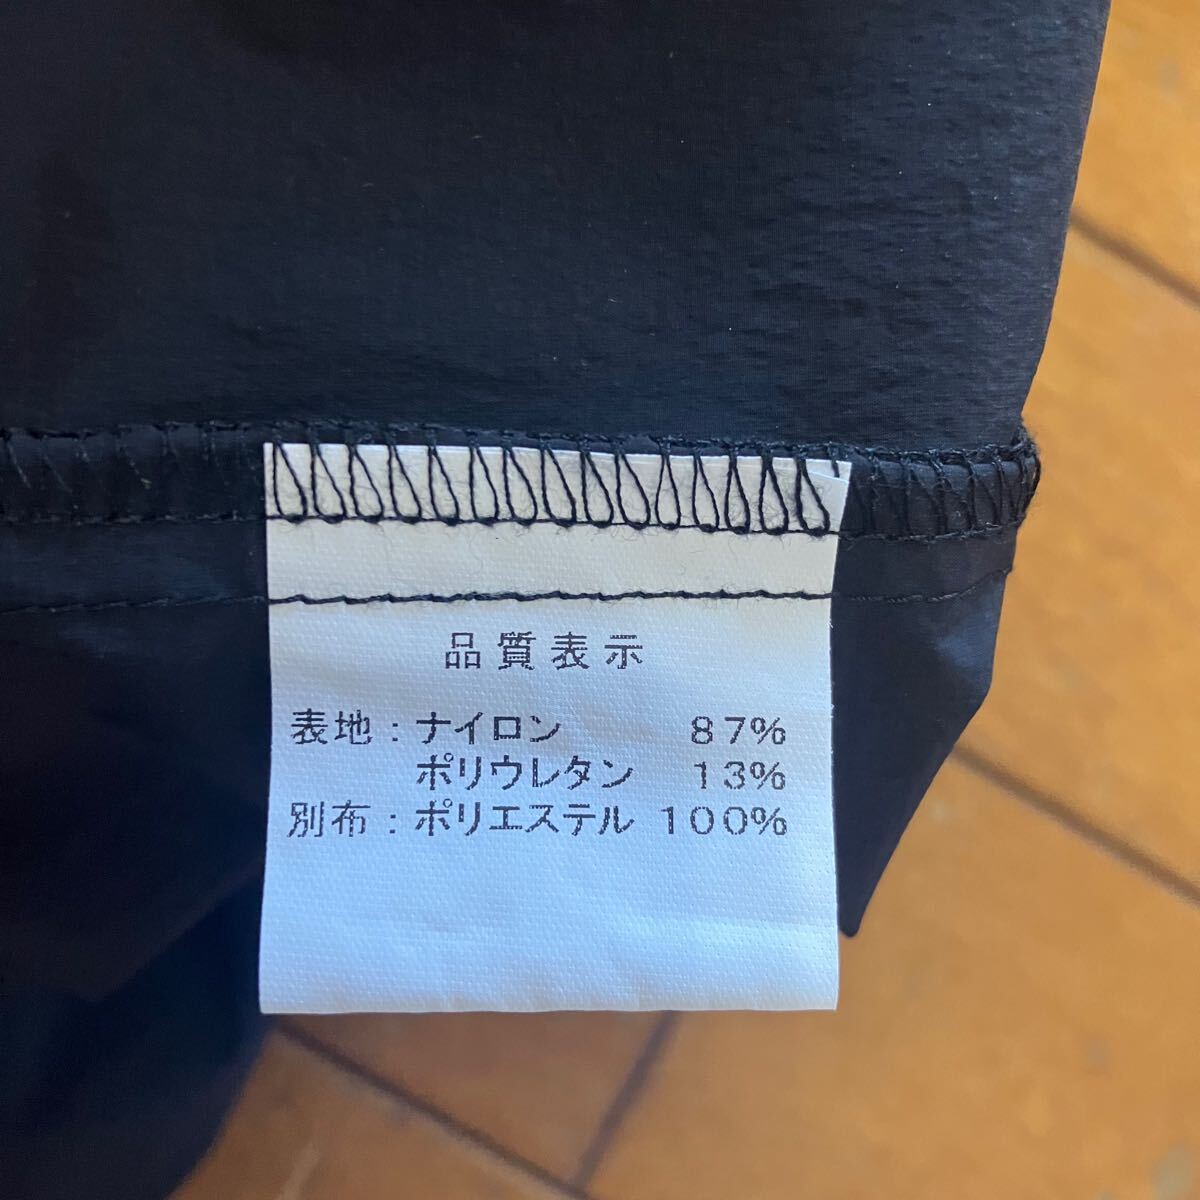 品質表示
表地：ナイロン 87%
ポリウレタン 13%
別布：ポリエステル 100%